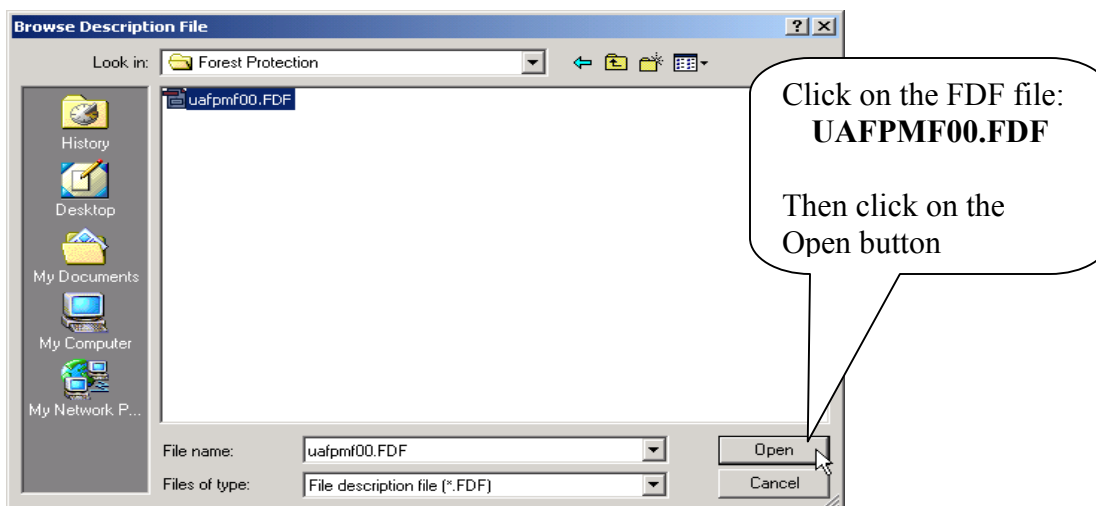 Browse Description File
Look in: Forest Protection
uafpmf00.FDF
History
Desktop
My Documents
My Computer
My Network P...
File name: uafpmf00.FDF Open
Files of type: File description file (*.FDF) Cancel
Click on the FDF file:
UAFPMF00.FDF
Then click on the
Open button